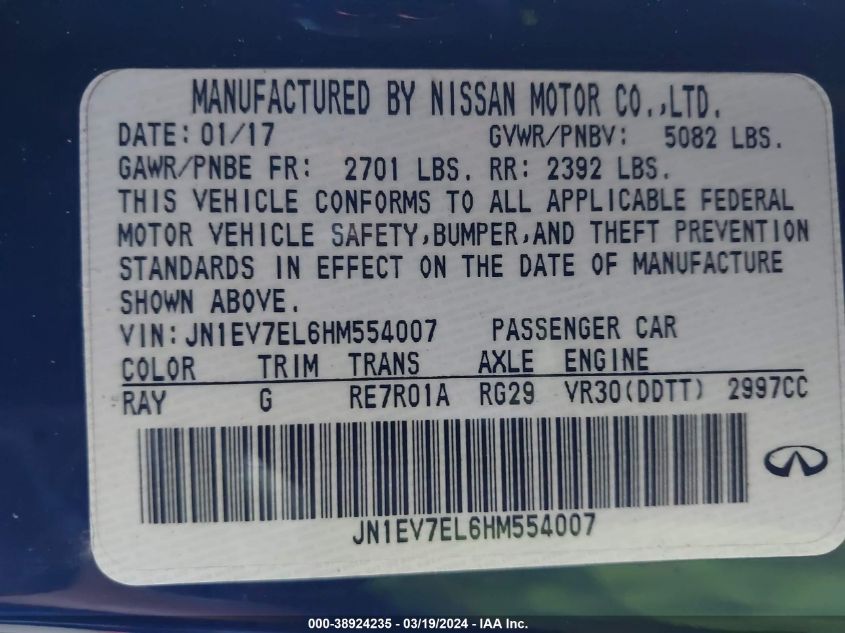 MANUFACTURED BY NISSAN MOTOR CO.,LTD.
DATE: 01/17 GVWR/PNBV: 5082 LBS.
GAWR/PNBE FR: 2701 LBS. RR: 2392 LBS.
THIS VEHICLE CONFORMS TO ALL APPLICABLE FEDERAL
MOTOR VEHICLE SAFETY,BUMPER,AND THEFT PREVENTION
STANDARDS IN EFFECT ON THE DATE OF MANUFACTURE
SHOWN ABOVE.
VIN: JN1EV7EL6HM554007 PASSENGER CAR
COLOR TRIM TRANS AXLE ENGINE
RAY G RE7R01A RG29 VR30(DDTT) 2997CC
JN1EV7EL6HM554007
000-38924235 - 03/19/2024 - IAA Inc.